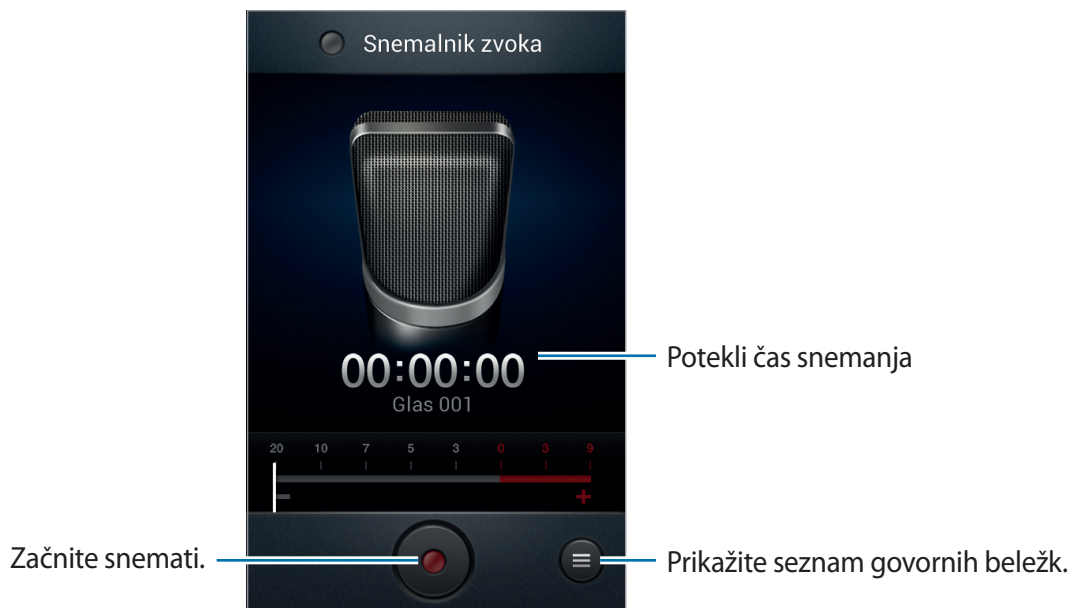 Snemalnik zvoka
00:00:00
Potekli čas snemanja
Glas 001
20 10 7 5 3 0 3 9
− +
Začnite snemati.
Prikažite seznam govornih beležk.